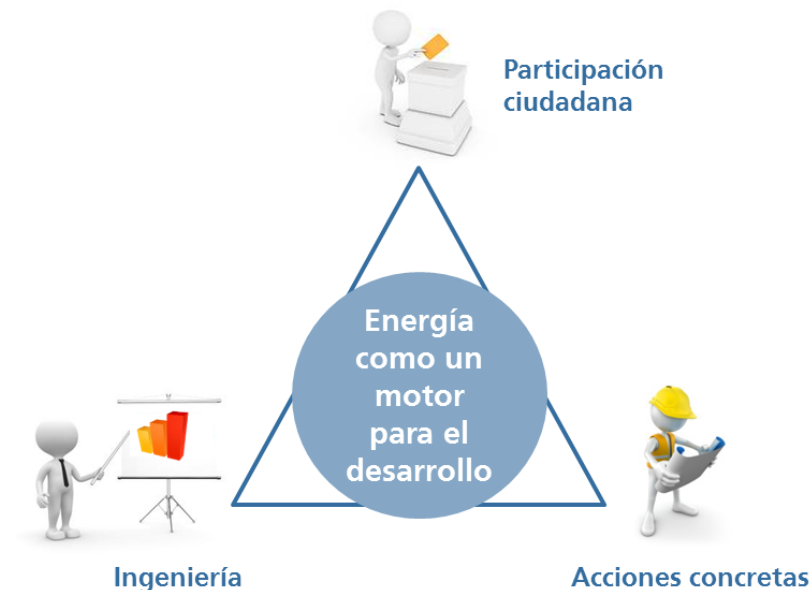 Participación
ciudadana
Energía
como un
motor
para el
desarrollo
Ingeniería
Acciones concretas